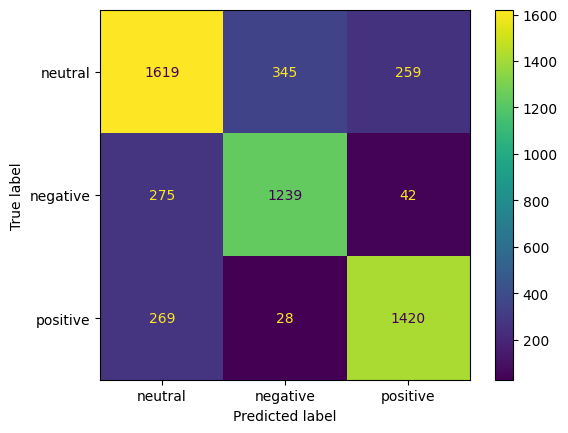 neutral 1619 345 259
negative 275 1239 42
positive 269 28 1420
neutral negative positive
Predicted label
True label
1600
1400
1200
1000
800
600
400
200